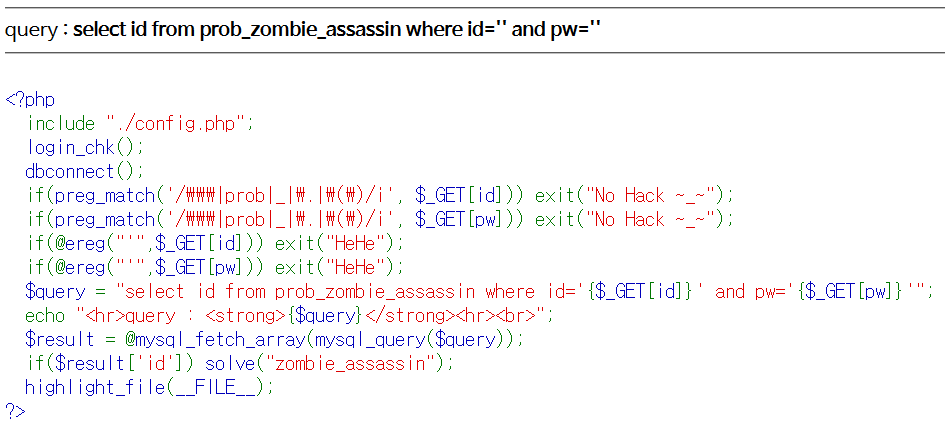 query : select id from prob_zombie_assassin where id='' and pw=''
<?php
include "./config.php";
login_chk();
dbconnect();
if(preg_match('/₩₩₩|prob|_|₩.|₩(₩)/i', $_GET[id])) exit("No Hack ~_~");
if(preg_match('/₩₩₩|prob|_|₩.|₩(₩)/i', $_GET[pw])) exit("No Hack ~_~");
if(@ereg("'",$_GET[id])) exit("HeHe");
if(@ereg("'",$_GET[pw])) exit("HeHe");
$query = "select id from prob_zombie_assassin where id='{$_GET[id]}' and pw='{$_GET[pw]}'";
echo "<hr>query : <strong>{$query}</strong><hr><br>";
$result = @mysql_fetch_array(mysql_query($query));
if($result['id']) solve("zombie_assassin");
highlight_file(__FILE__);
?>